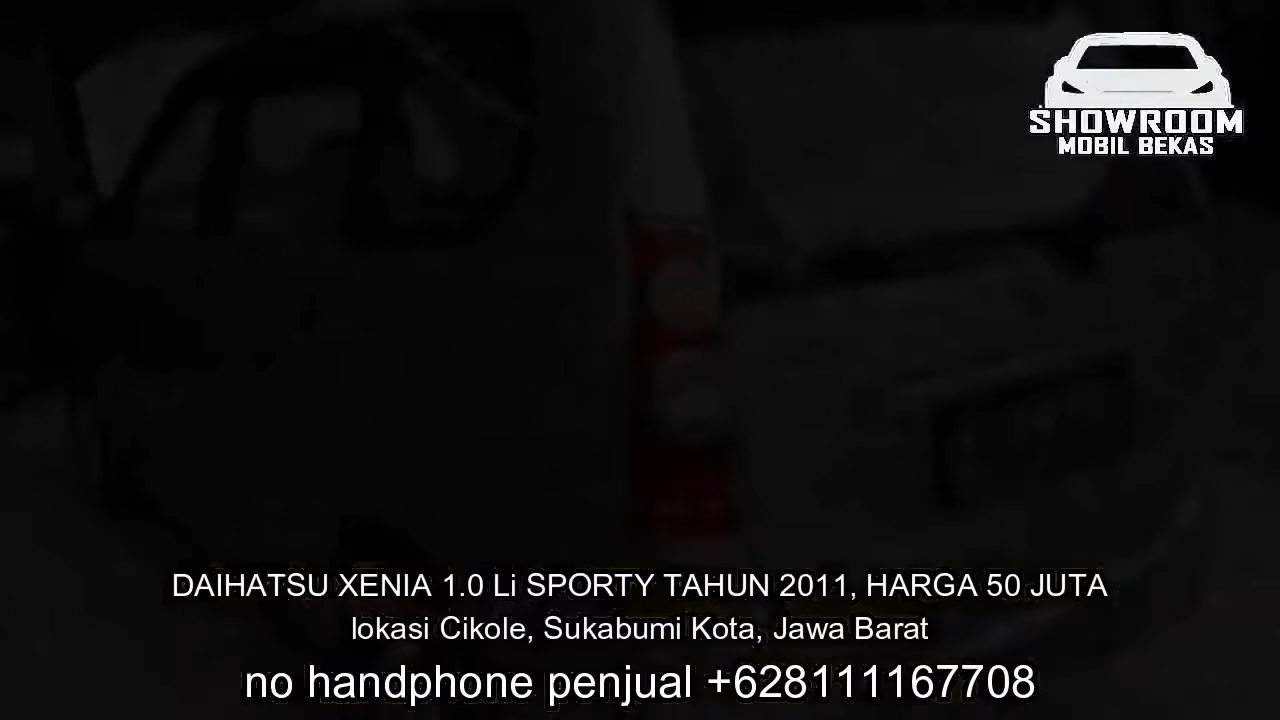 SHOWROOM
MOBIL BEKAS
DAIHATSU XENIA 1.0 Li SPORTY TAHUN 2011, HARGA 50 JUTA
lokasi Cikole, Sukabumi Kota, Jawa Barat
no handphone penjual +628111167708